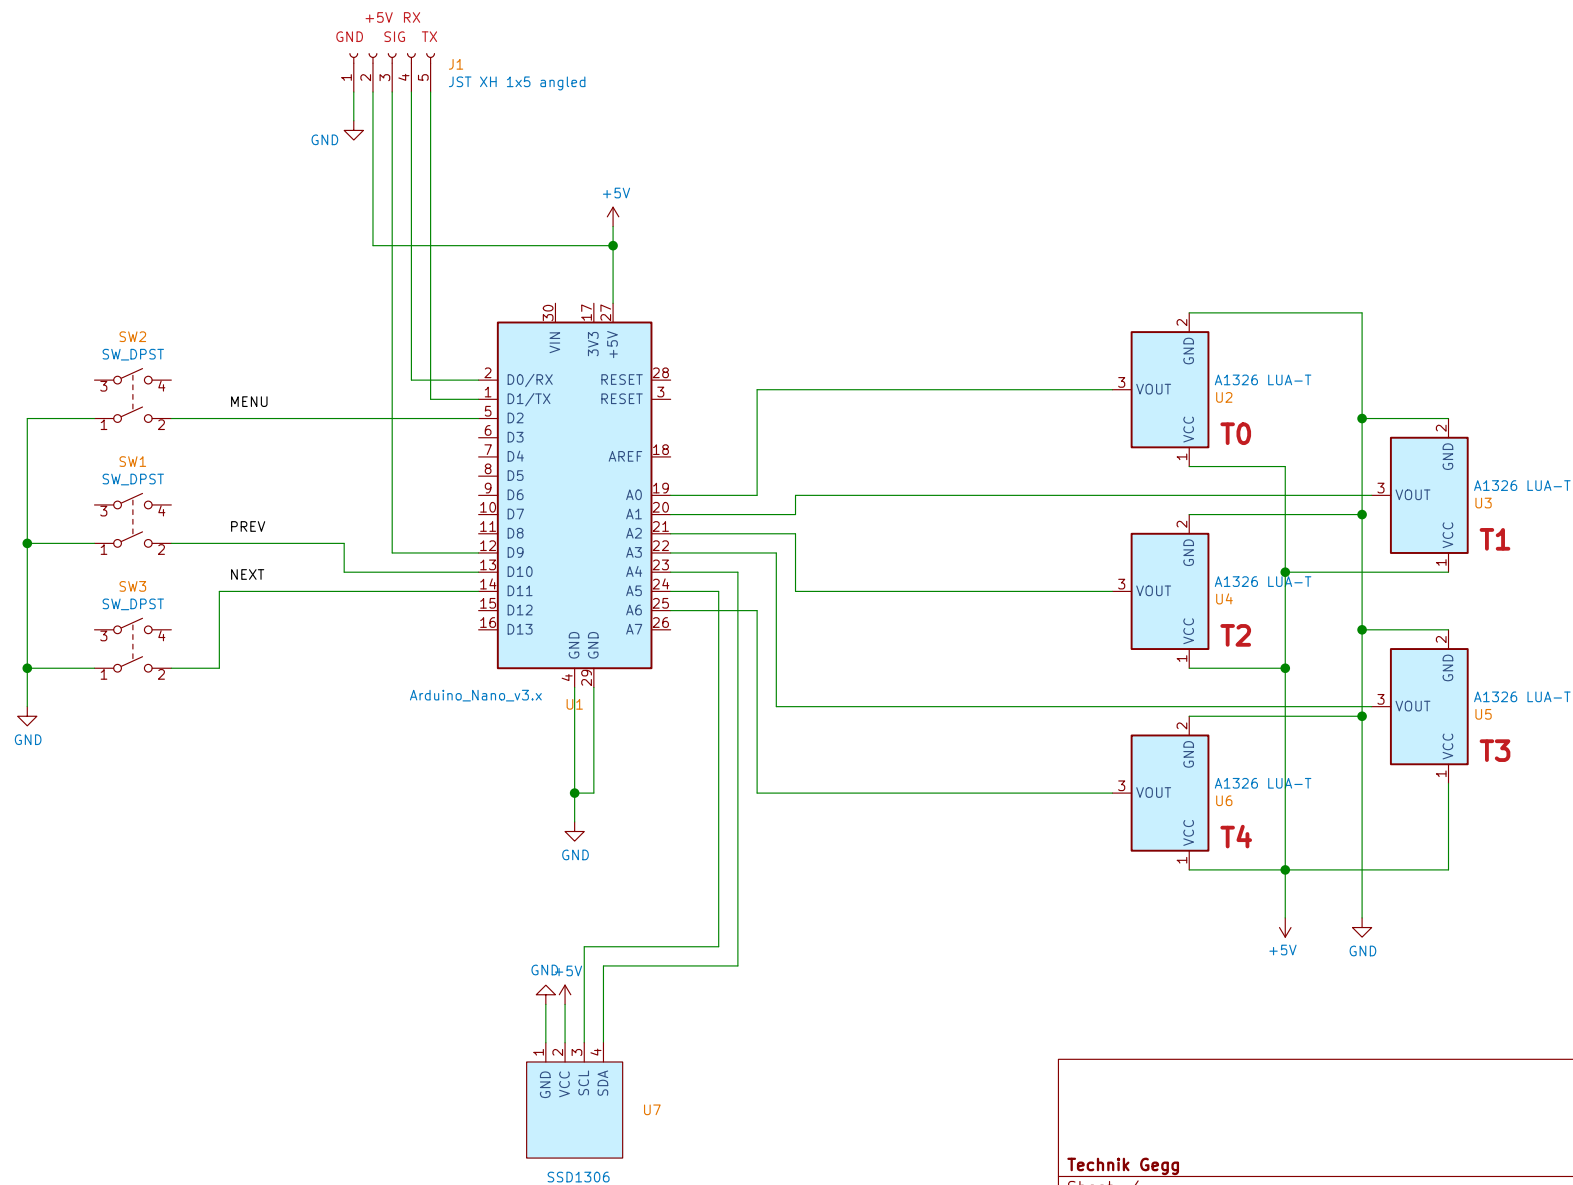 +5V RX
GND SIG TX
1 2 3 4 5
J1
JST XH 1x5 angled
GND
+5V
30 17 27
VIN 3V3 +5V
2 D0/RX
1 D1/TX
5 D2
6 D3
7 D4
8 D5
9 D6
10 D7
11 D8
12 D9
13 D10
14 D11
15 D12
16 D13
RESET 28
RESET 3
AREF 18
A0 19
A1 20
A2 21
A3 22
A4 23
A5 24
A6 25
A7 26
GND GND
4 29
Arduino_Nano_v3.x
U1
GND
SW2
SW_DPST
3 4
1 2
MENU
SW1
SW_DPST
3 4
1 2
PREV
SW3
SW_DPST
3 4
1 2
NEXT
GND
2
GND
3 VOUT
VCC
1
A1326 LUA-T
U2
T0
2
GND
3 VOUT
VCC
1
A1326 LUA-T
U3
T1
2
GND
3 VOUT
VCC
1
A1326 LUA-T
U4
T2
2
GND
3 VOUT
VCC
1
A1326 LUA-T
U5
T3
2
GND
3 VOUT
VCC
1
A1326 LUA-T
U6
T4
+5V
GND
GND +5V
1 2 3 4
GND VCC SCL SDA
U7
SSD1306
Technik Gegg